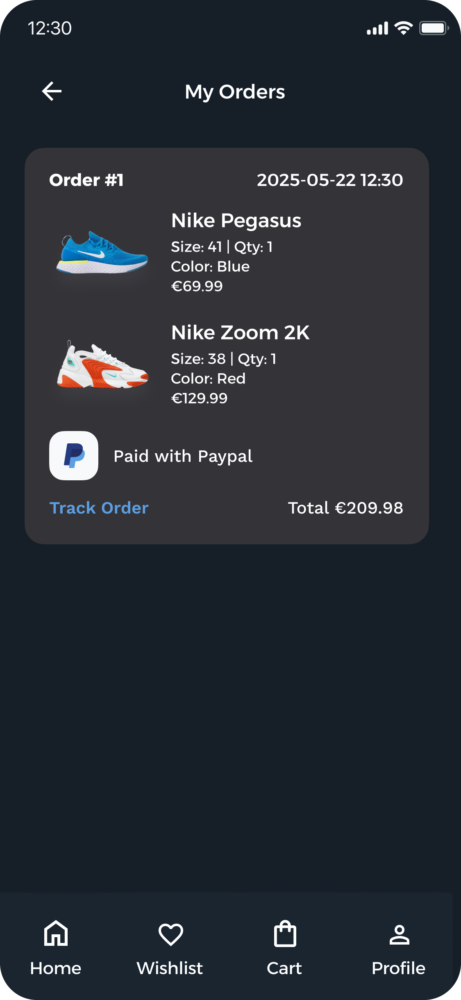 12:30
My Orders
Order #1
2025-05-22 12:30
Nike Pegasus
Size: 41 | Qty: 1
Color: Blue
€69.99
Nike Zoom 2K
Size: 38 | Qty: 1
Color: Red
€129.99
Paid with Paypal
Track Order
Total €209.98
Home
Wishlist
Cart
Profile